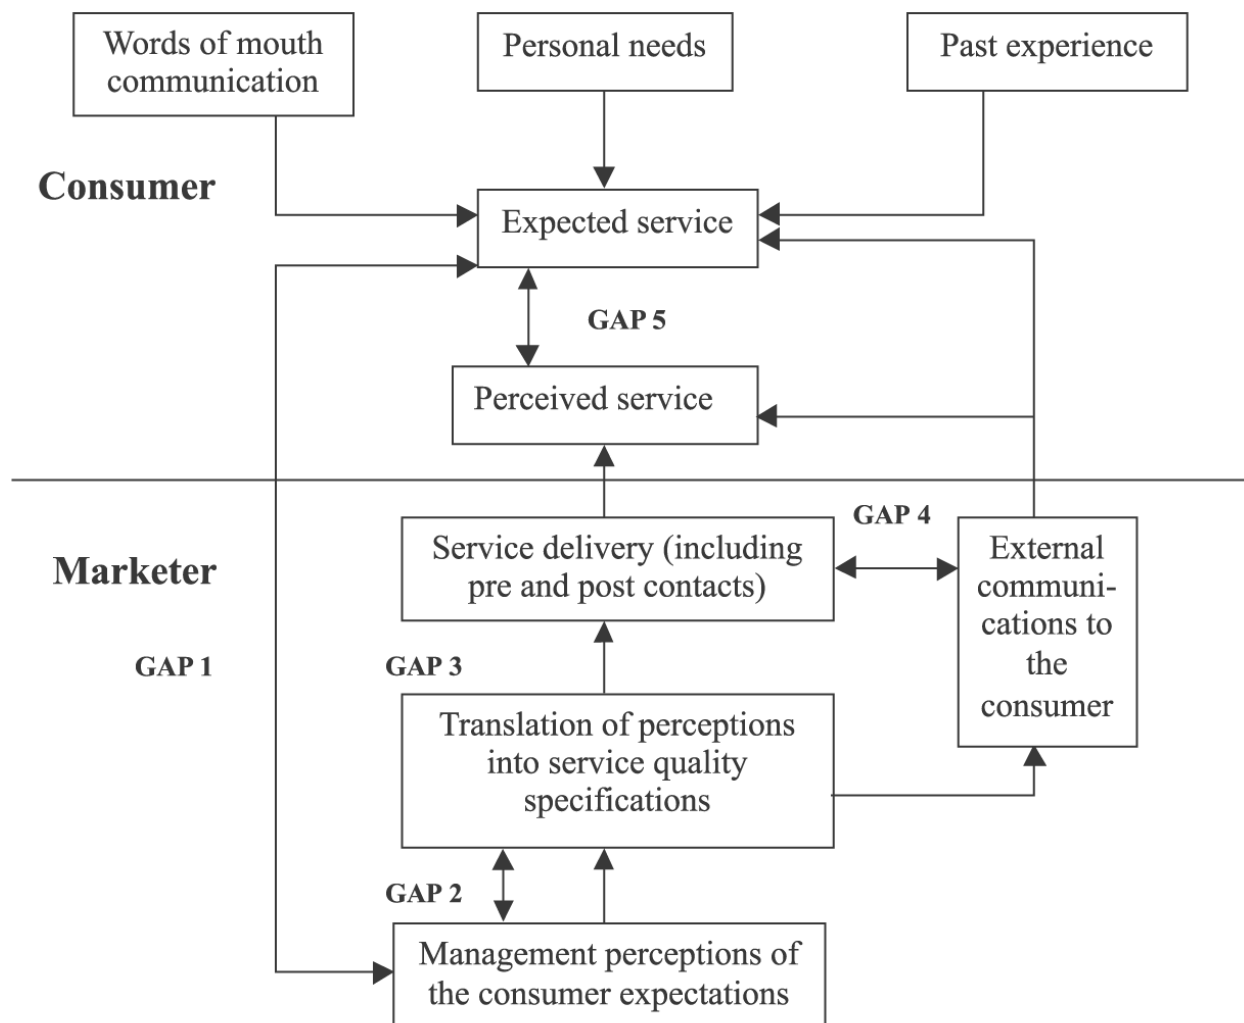 Words of mouth
communication
Personal needs
Past experience
Consumer
Expected service
GAP 5
Perceived service
GAP 4
Marketer
Service delivery (including
pre and post contacts)
External
communi-
cations to
the
consumer
GAP 1
GAP 3
Translation of perceptions
into service quality
specifications
GAP 2
Management perceptions of
the consumer expectations